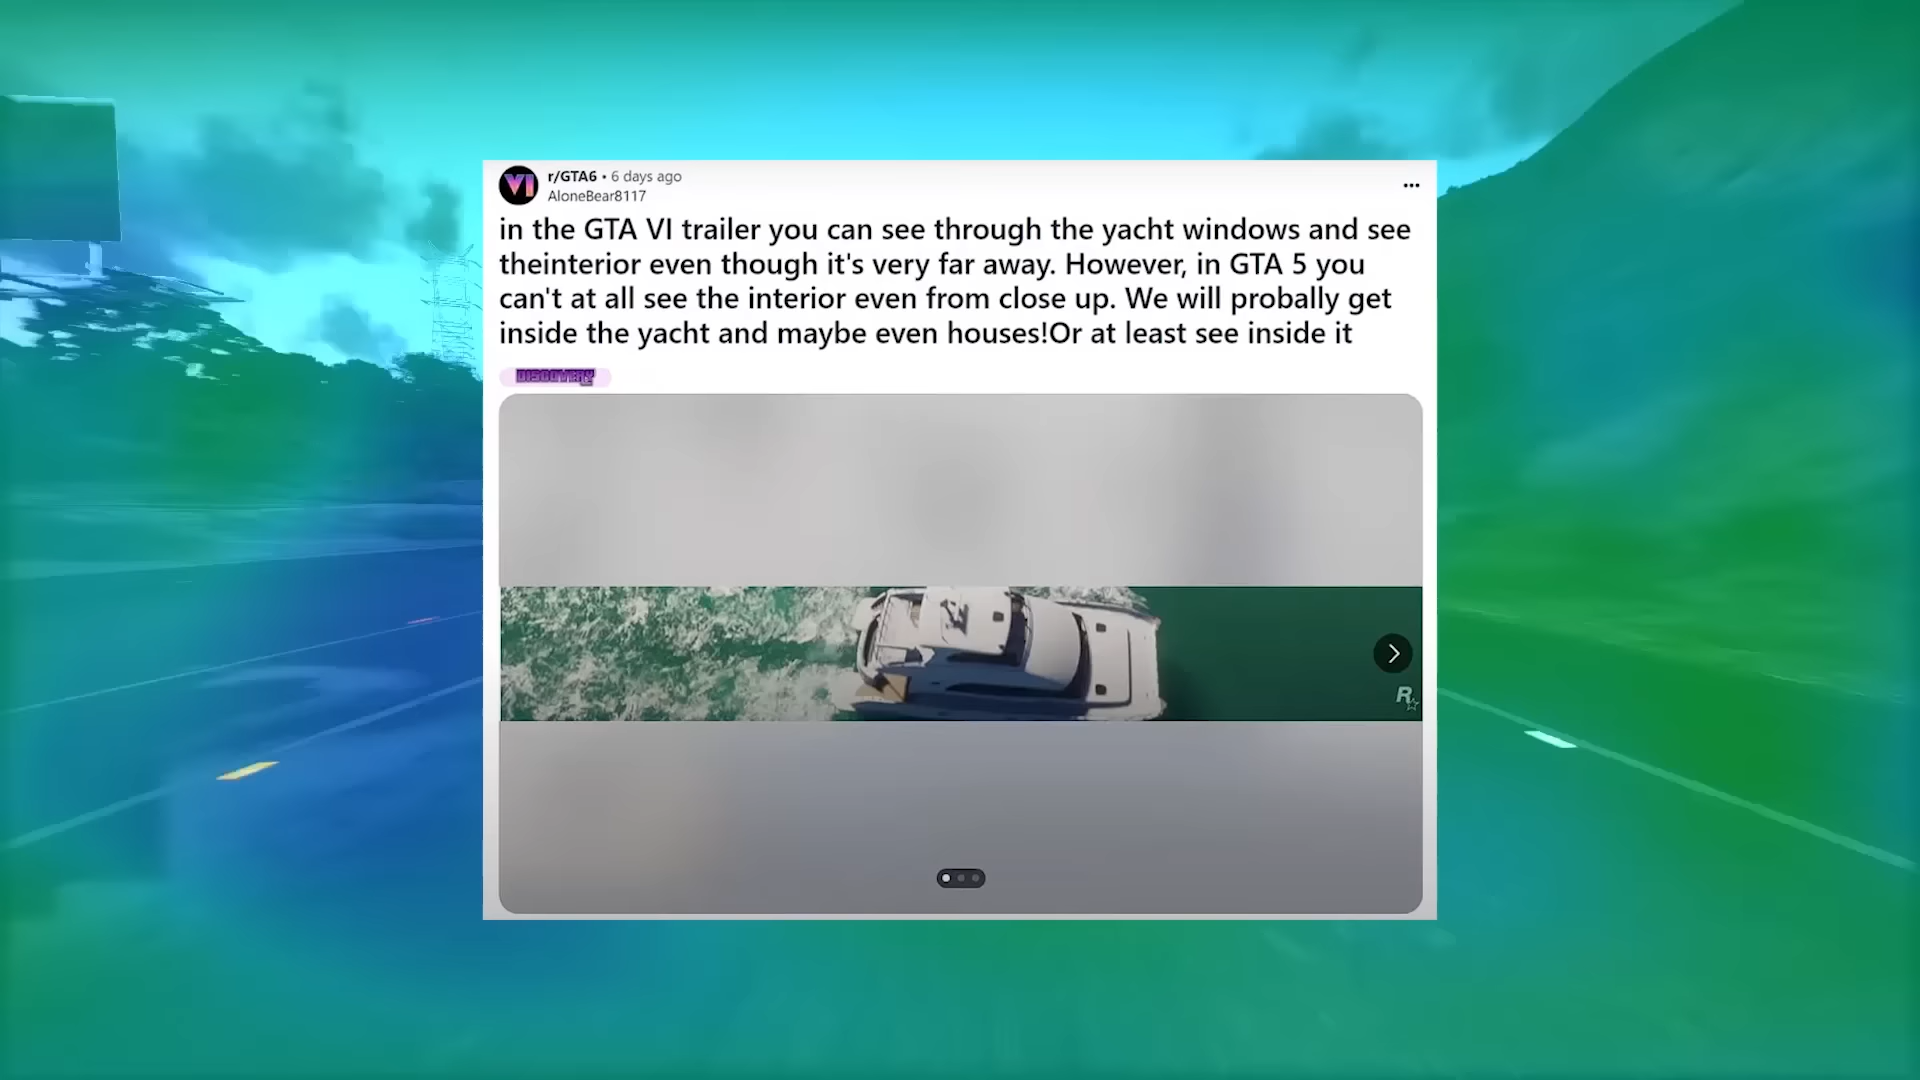 VI
r/GTA6 • 6 days ago
AloneBear8117
in the GTA VI trailer you can see through the yacht windows and see
theinterior even though it's very far away. However, in GTA 5 you
can't at all see the interior even from close up. We will probally get
inside the yacht and maybe even houses!Or at least see inside it
DISCOVERY
R